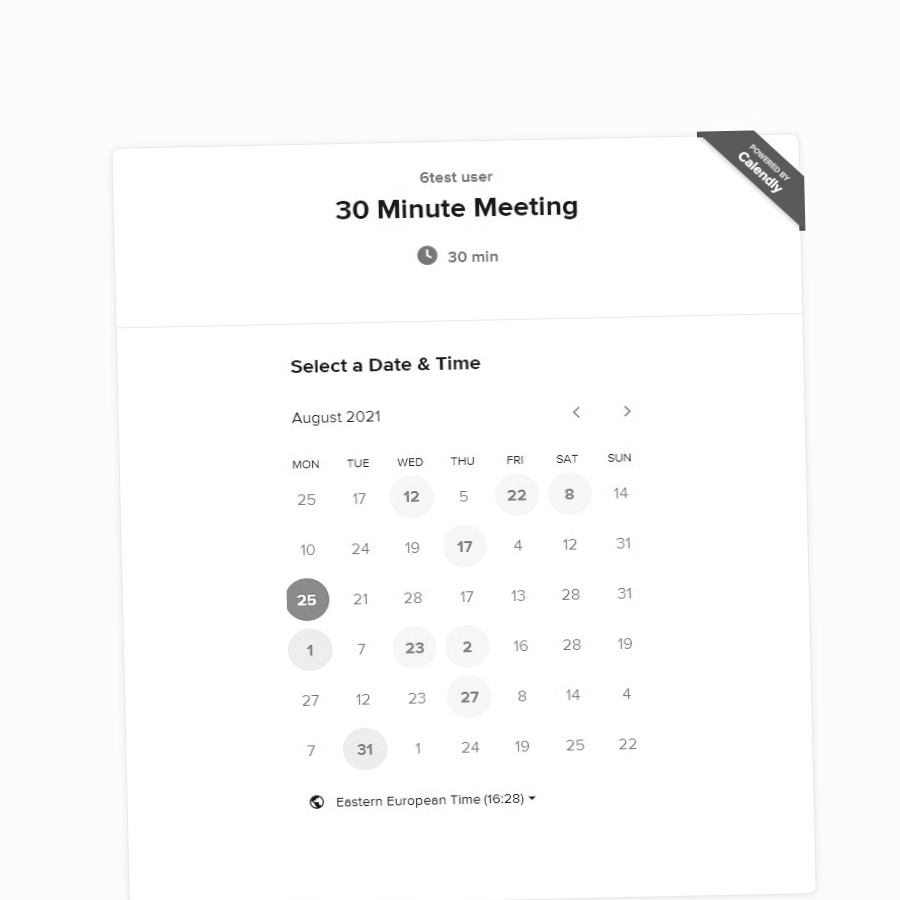 POWERED BY
Calendly
6test user
30 Minute Meeting
30 min
Select a Date & Time
August 2021
MON TUE WED THU FRI SAT SUN
25 17 12 5 22 8 14
10 24 19 17 4 12 31
25 21 28 17 13 28 31
1 7 23 2 16 28 19
27 12 23 27 8 14 4
7 31 1 24 19 25 22
Eastern European Time (16:28)